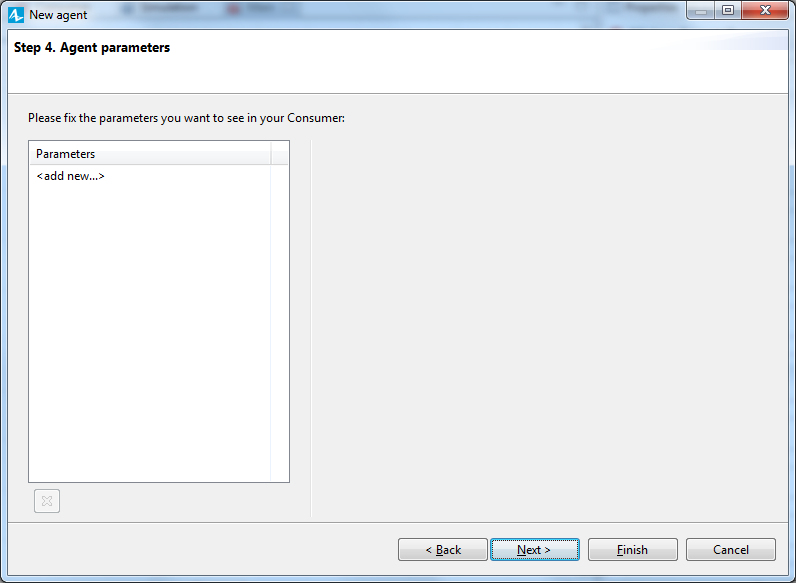 New agent
Step 4. Agent parameters
Please fix the parameters you want to see in your Consumer:
Parameters
<add new...>
< Back
Next >
Finish
Cancel